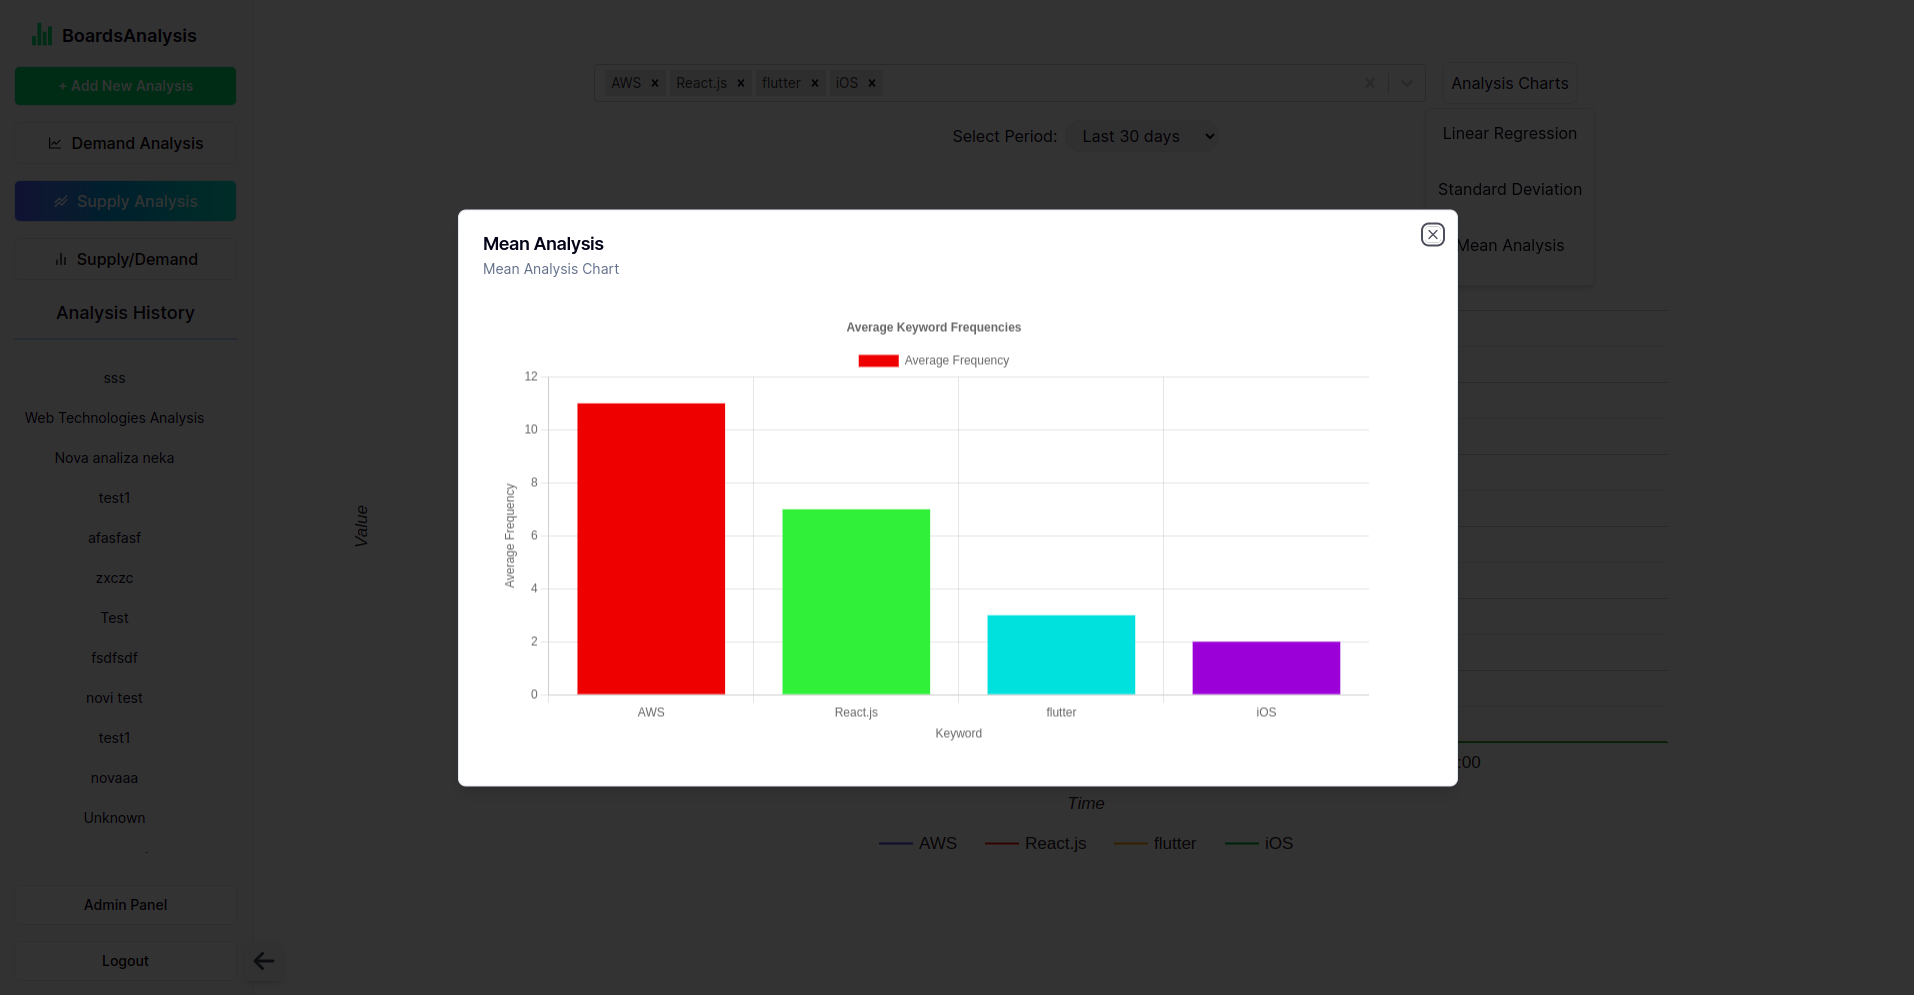 BoardsAnalysis
+ Add New Analysis
Demand Analysis
Supply Analysis
Supply/Demand
Analysis History
sss
Web Technologies Analysis
Nova analiza neka
test1
afasfasf
zxczc
Test
fsdfsdf
novi test
test1
novaaa
Unknown
Admin Panel
Logout
AWS React.js flutter iOS
Analysis Charts
Select Period: Last 30 days
Linear Regression
Standard Deviation
Mean Analysis
Value
Mean Analysis
Mean Analysis Chart
Average Keyword Frequencies
Average Frequency
12
10
8
6
4
2
0
Average Frequency
AWS React.js flutter iOS
Keyword
:00
Time
AWS React.js flutter iOS